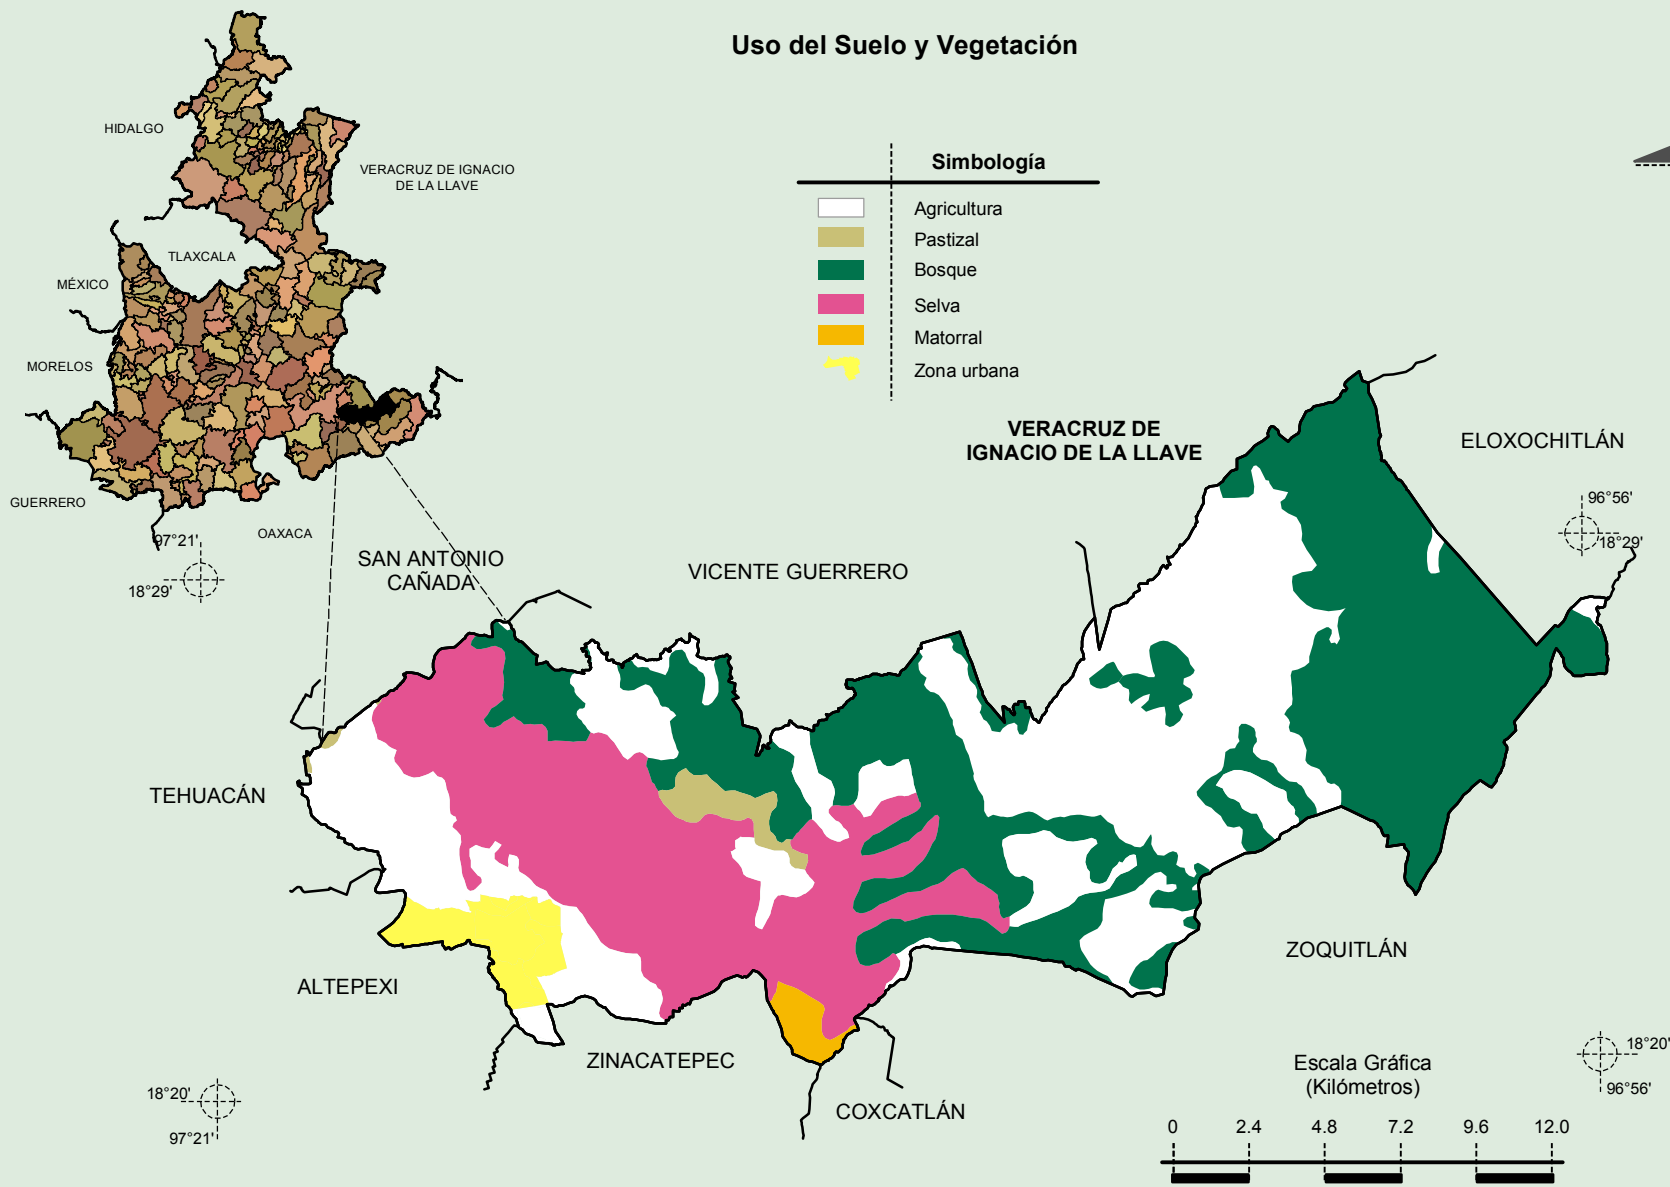 Uso del Suelo y Vegetación
HIDALGO
VERACRUZ DE IGNACIO
DE LA LLAVE
TLAXCALA
MÉXICO
MORELOS
GUERRERO
OAXACA
Simbología
Agricultura
Pastizal
Bosque
Selva
Matorral
Zona urbana
VERACRUZ DE
IGNACIO DE LA LLAVE
ELOXOCHITLÁN
96°56'
18°29'
97°21'
18°29'
SAN ANTONIO
CAÑADA
VICENTE GUERRERO
TEHUACÁN
ALTEPEXI
ZINACATEPEC
COXCATLÁN
ZOQUITLÁN
18°20'
97°21'
18°20'
96°56'
Escala Gráfica
(Kilómetros)
0 2.4 4.8 7.2 9.6 12.0